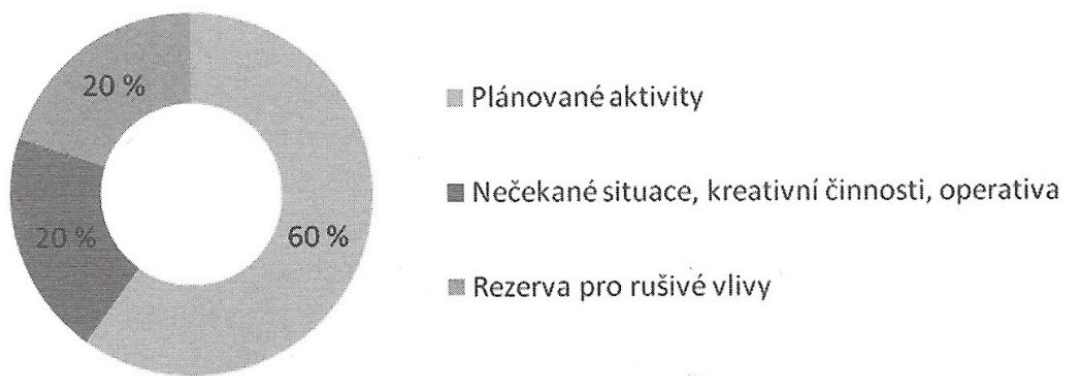 20 %
Plánované aktivity
Nečekané situace, kreativní činnosti, operativa
20 %
60 %
Rezerva pro rušivé vlivy